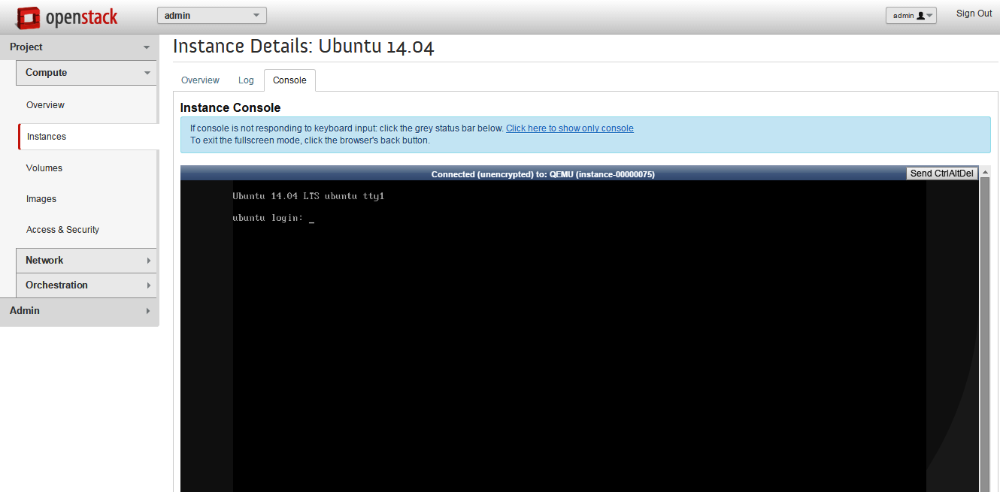 openstack
admin
admin
Sign Out
Project
Compute
Overview
Instances
Volumes
Images
Access & Security
Network
Orchestration
Admin
Instance Details: Ubuntu 14.04
Overview
Log
Console
Instance Console
If console is not responding to keyboard input: click the grey status bar below. Click here to show only console
To exit the fullscreen mode, click the browser's back button.
Connected (unencrypted) to: QEMU (instance-00000075)
Send CtrlAltDel
Ubuntu 14.04 LTS ubuntu tty1
ubuntu login: _